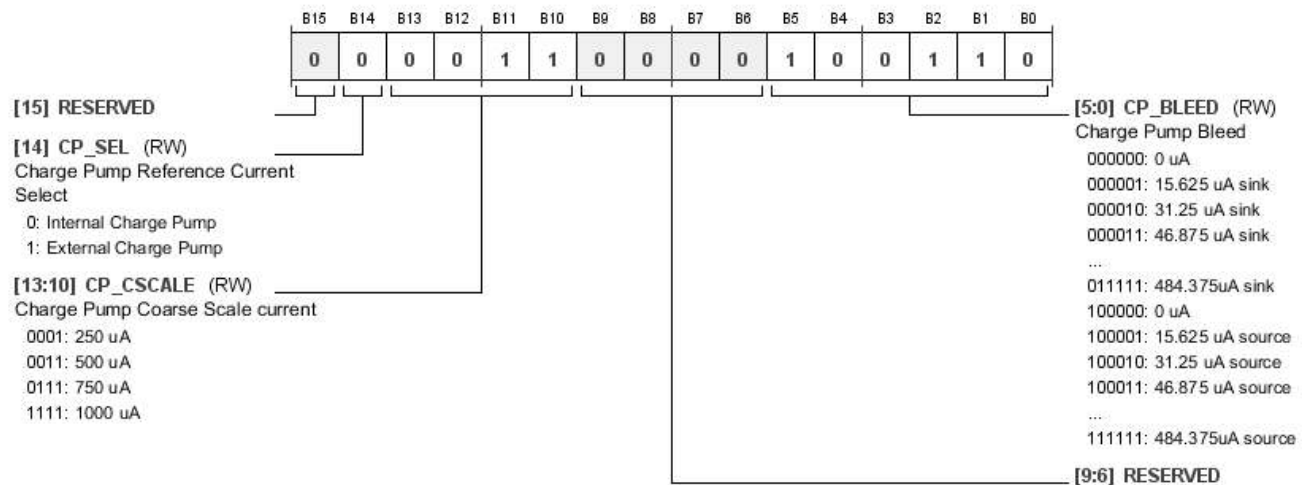 B15 B14 B13 B12 B11 B10 B9 B8 B7 B6 B5 B4 B3 B2 B1 B0
0 0 0 0 1 1 0 0 0 0 1 0 0 1 1 0
[15] RESERVED
[14] CP_SEL (RW)
Charge Pump Reference Current
Select
0: Internal Charge Pump
1: External Charge Pump
[13:10] CP_CSCALE (RW)
Charge Pump Coarse Scale current
0001: 250 uA
0011: 500 uA
0111: 750 uA
1111: 1000 uA
[5:0] CP_BLEED (RW)
Charge Pump Bleed
000000: 0 uA
000001: 15.625 uA sink
000010: 31.25 uA sink
000011: 46.875 uA sink
...
011111: 484.375uA sink
100000: 0 uA
100001: 15.625 uA source
100010: 31.25 uA source
100011: 46.875 uA source
...
111111: 484.375uA source
[9:6] RESERVED